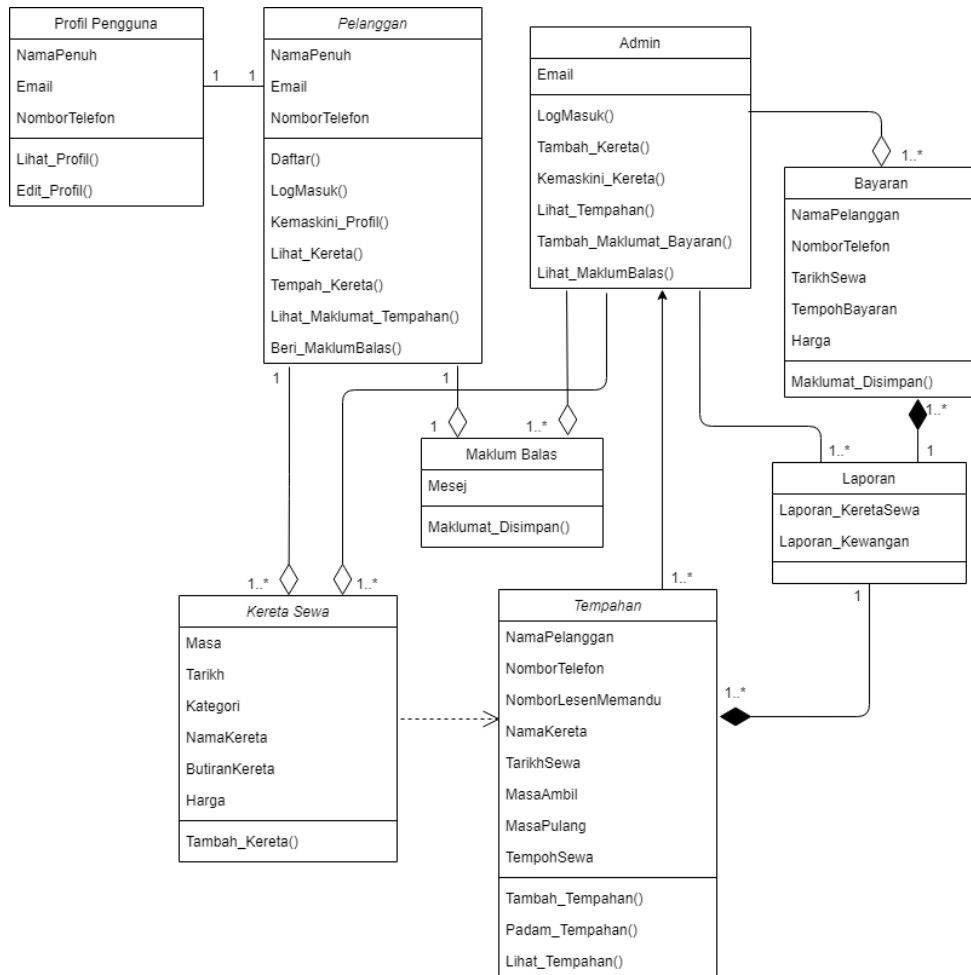 Profil Pengguna
NamaPenuh
Email
NomborTelefon
Lihat_Profil()
Edit_Profil()
1
1
Pelanggan
NamaPenuh
Email
NomborTelefon
Daftar()
LogMasuk()
Kemaskini_Profil()
Lihat_Kereta()
Tempah_Kereta()
Lihat_Maklumat_Tempahan()
Beri_MaklumBalas()
Admin
Email
LogMasuk()
Tambah_Kereta()
Kemaskini_Kereta()
Lihat_Tempahan()
Tambah_Maklumat_Bayaran()
Lihat_MaklumBalas()
1..*
Bayaran
NamaPelanggan
NomborTelefon
TarikhSewa
TempohBayaran
Harga
Maklumat_Disimpan()
1
1
1
1..*
Maklum Balas
Mesej
Maklumat_Disimpan()
1..*
1..*
1
Laporan
Laporan_KeretaSewa
Laporan_Kewangan
1
1..*
1..*
Kereta Sewa
Masa
Tarikh
Kategori
NamaKereta
ButiranKereta
Harga
Tambah_Kereta()
1..*
Tempahan
NamaPelanggan
NomborTelefon
NomborLesenMemandu
NamaKereta
TarikhSewa
MasaAmbil
MasaPulang
TempohSewa
Tambah_Tempahan()
Padam_Tempahan()
Lihat_Tempahan()
1..*